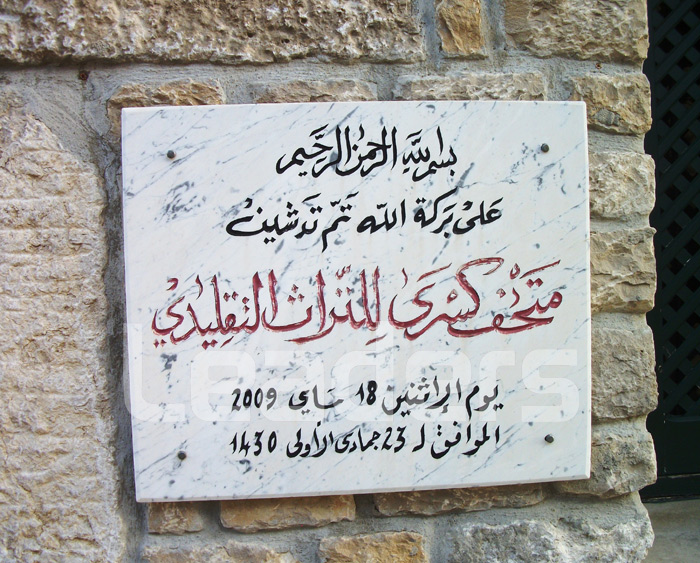 بسم الله الرحمن الرحيم
على بركة الله تم تدشين
متحف كسرى للتراث التقليدي
يوم الإثنين 18 ماي 2009
الموافق لـ 23 جمادى الأولى 1430
Leaders